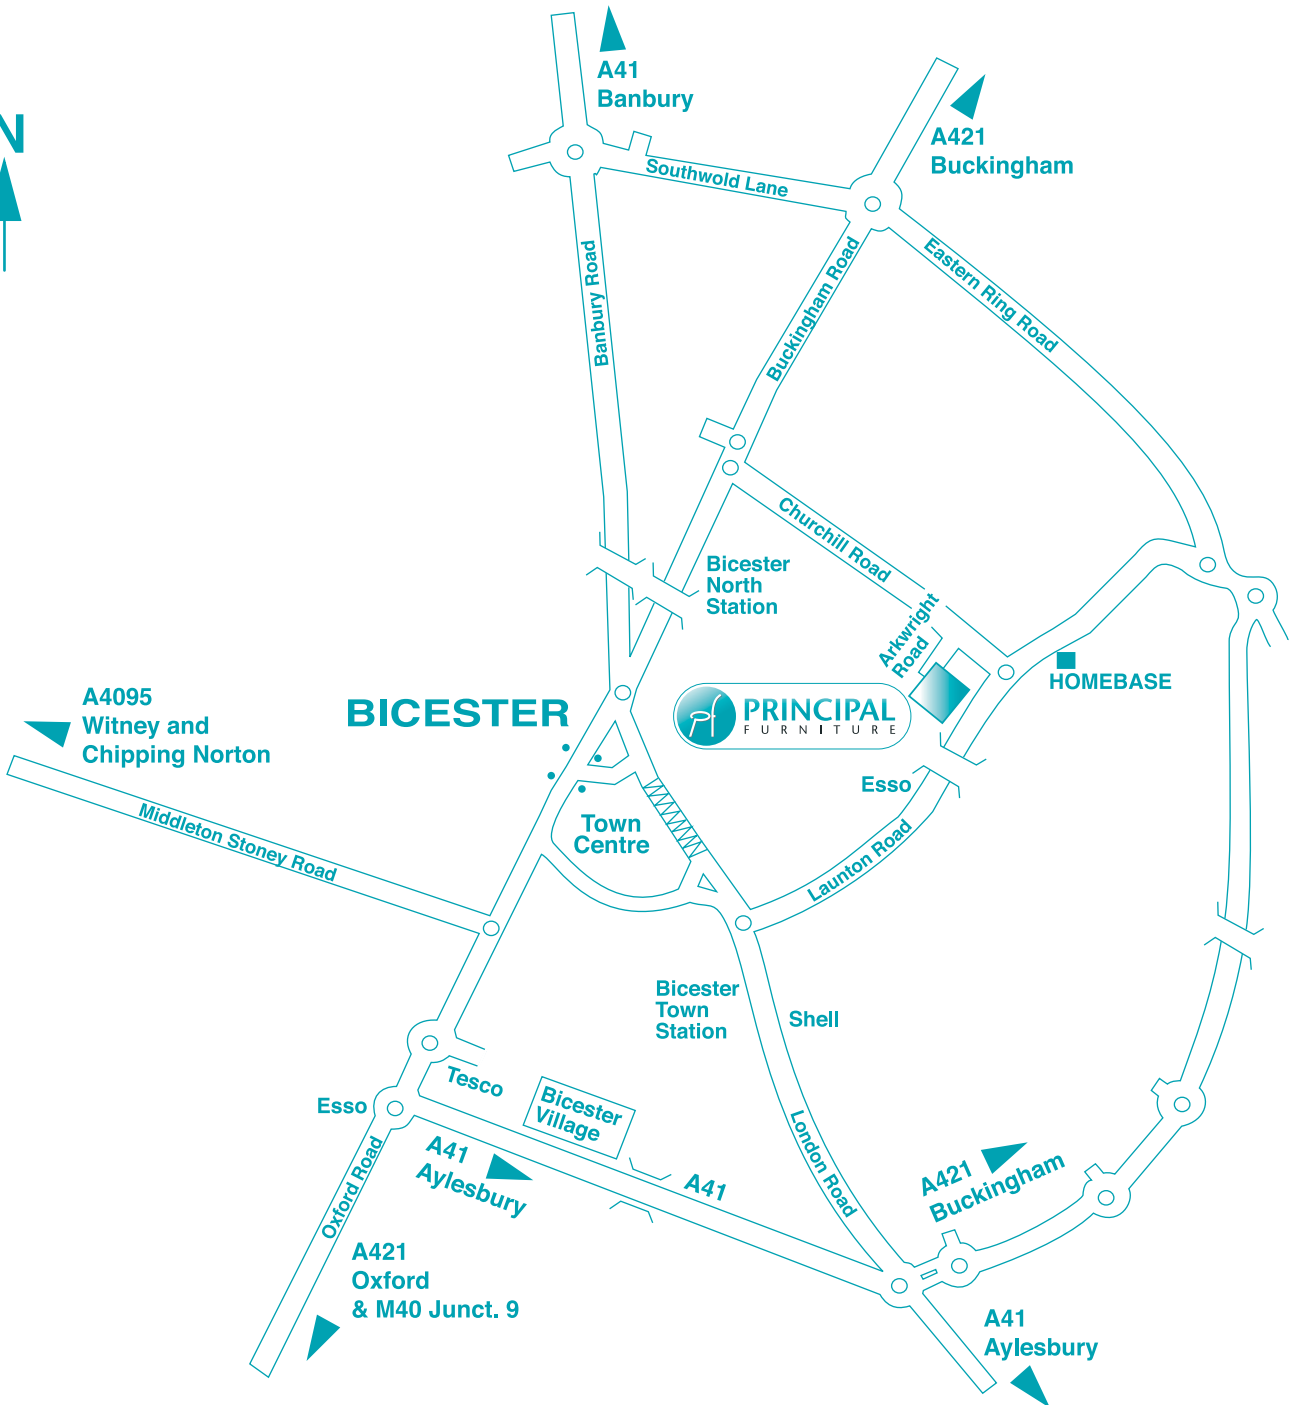 A41
Banbury
N
A421
Buckingham
Southwold Lane
Banbury Road
Buckingham Road
Eastern Ring Road
Churchill Road
Bicester
North
Station
Arkwright
Road
HOMEBASE
A4095
Witney and
Chipping Norton
BICESTER
pf PRINCIPAL
FURNITURE
Esso
Middleton Stoney Road
Town
Centre
Launton Road
Bicester
Town
Station
Shell
Tesco
Bicester
Village
Esso
Oxford Road
A41
Aylesbury
A41
London Road
A421
Buckingham
A421
Oxford
& M40 Junct. 9
A41
Aylesbury